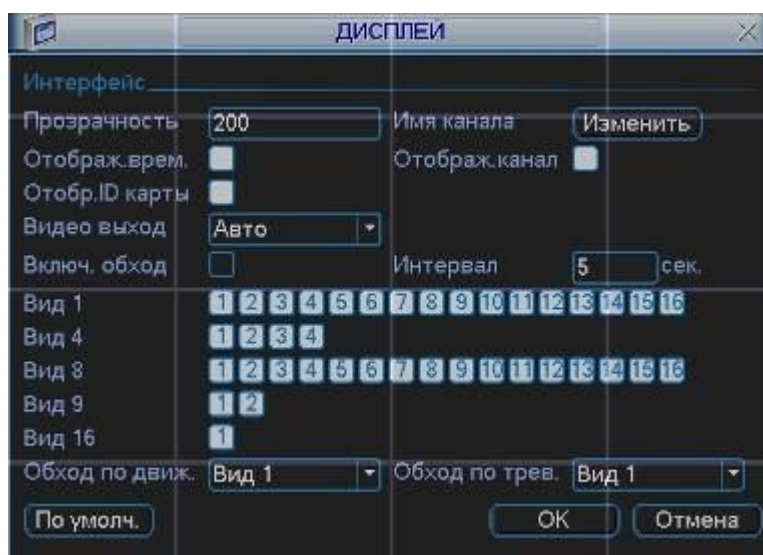 ДИСПЛЕИ
Интерфейс
Прозрачность 200 Имя канала Изменить
Отображ.врем. Отображ.канал
Отобр.ID карты
Видео выход Авто
Включ. обход Интервал 5 сек.
Вид 1 1 2 3 4 5 6 7 8 9 10 11 12 13 14 15 16
Вид 4 1 2 3 4
Вид 8 1 2 3 4 5 6 7 8 9 10 11 12 13 14 15 16
Вид 9 1 2
Вид 16 1
Обход по движ. Вид 1 Обход по трев. Вид 1
По умолч. OK Отмена